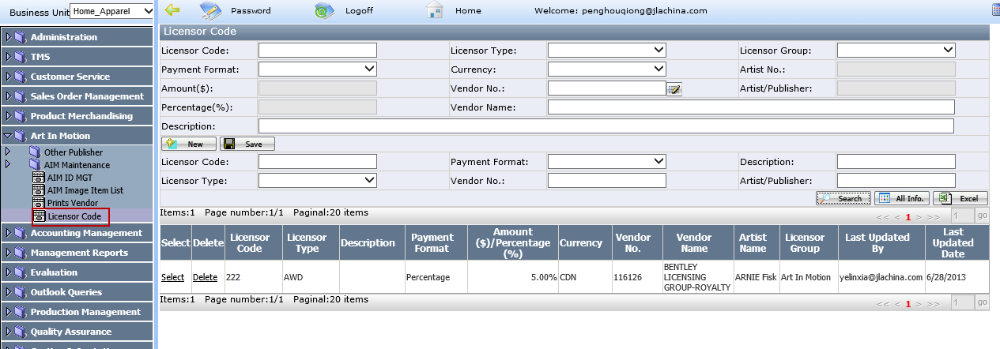 Business Unit Home_Apparel Password Logoff Home Welcome: penghouqiong@jlachina.com
Administration
TMS
Customer Service
Sales Order Management
Product Merchandising
Art In Motion
Other Publisher
AIM Maintenance
AIM ID MGT
AIM Image Item List
Prints Vendor
Licensor Code
Accounting Management
Management Reports
Evaluation
Outlook Queries
Production Management
Quality Assurance
Licensor Code
Licensor Code: Licensor Type: Licensor Group:
Payment Format: Currency: Artist No.:
Amount($): Vendor No.: Artist/Publisher:
Percentage(%): Vendor Name:
Description:
New Save
Licensor Code: Payment Format: Description:
Licensor Type: Vendor No.: Artist/Publisher:
Search All Info. Excel
Items:1 Page number:1/1 Paginal:20 items << < 1 > >> 1 go
Select Delete Licensor Code Licensor Type Description Payment Format Amount ($)/Percentage (%) Currency Vendor No. Vendor Name Artist Name Licensor Group Last Updated By Last Updated Date
Select Delete 222 AWD Percentage 5.00% CDN 116126 BENTLEY LICENSING GROUP-ROYALTY ARNIE Fisk Art In Motion yelinxia@jlachina.com 6/28/2013
Items:1 Page number:1/1 Paginal:20 items << < 1 > >> 1 go